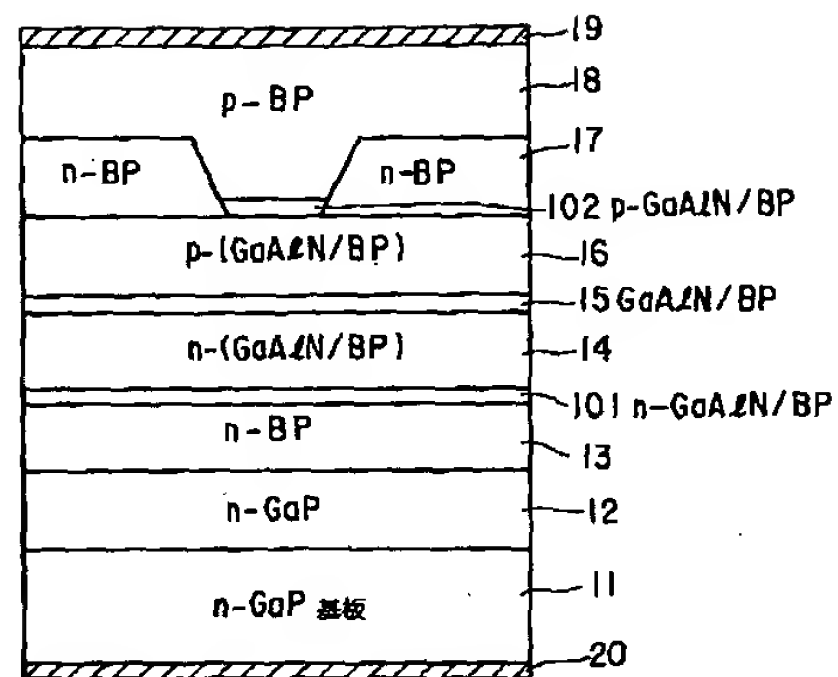 19
p-BP
18
17
n-BP
n-BP
102 p-GaAlN/BP
p-(GaAlN/BP)
16
15 GaAlN/BP
n-(GaAlN/BP)
14
101 n-GaAlN/BP
n-BP
13
n-GaP
12
n-GaP 基板
11
20